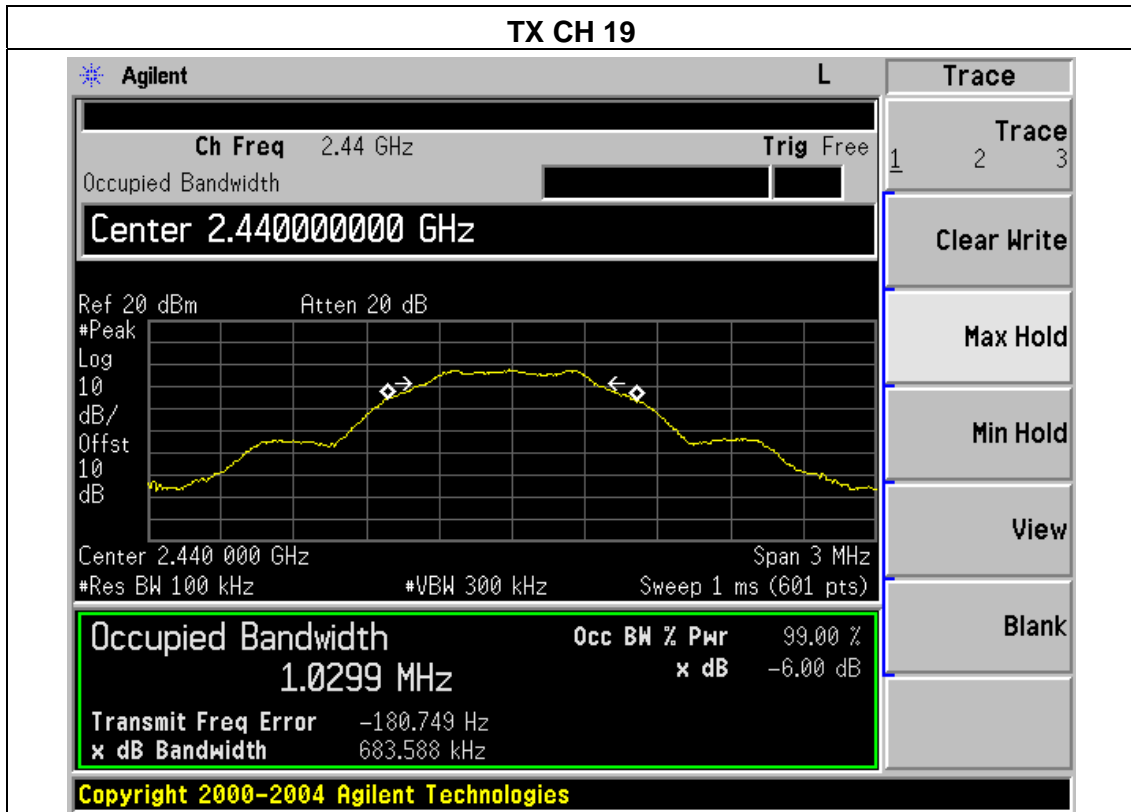 TX CH 19
Agilent L Trace
Ch Freq 2.44 GHz Trig Free
Occupied Bandwidth
Center 2.440000000 GHz
Ref 20 dBm Atten 20 dB
#Peak
Log
10
dB/
Offst
10
dB
Center 2.440 000 GHz Span 3 MHz
#Res BW 100 kHz #VBW 300 kHz Sweep 1 ms (601 pts)
Occupied Bandwidth Occ BW % Pwr 99.00 %
1.0299 MHz x dB -6.00 dB
Transmit Freq Error -180.749 Hz
x dB Bandwidth 683.588 kHz
Copyright 2000-2004 Agilent Technologies
Trace
1 2 3
Clear Write
Max Hold
Min Hold
View
Blank